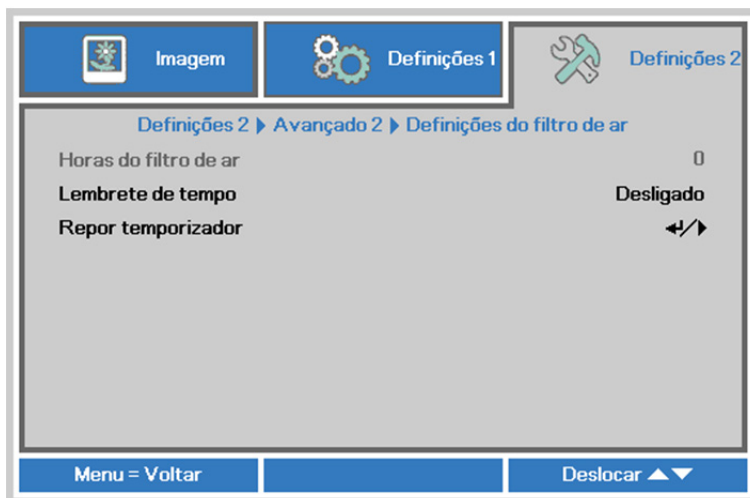 Imagem Definições 1 Definições 2
Definições 2 ▶ Avançado 2 ▶ Definições do filtro de ar
Horas do filtro de ar 0
Lembrete de tempo Desligado
Repor temporizador ↵/▶
Menu = Voltar Deslocar ▲▼